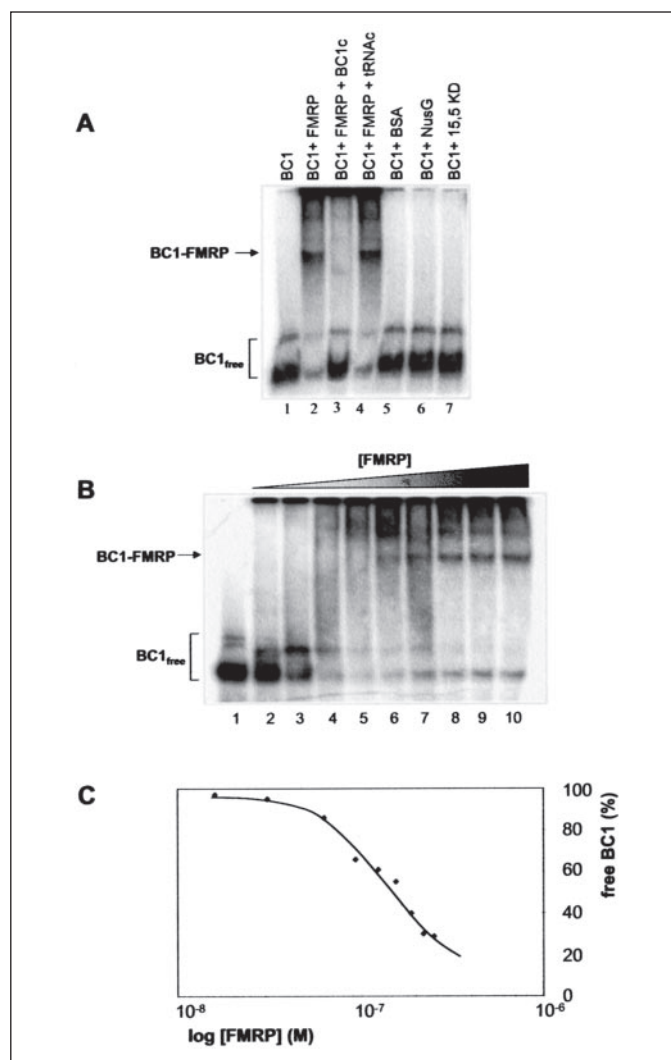 A
BC1
BC1+ FMRP
BC1+ FMRP + BC1c
BC1+ FMRP + tRNAc
BC1+ BSA
BC1+ NusG
BC1+ 15,5 KD
BC1-FMRP
BC1free
1 2 3 4 5 6 7
B
[FMRP]
BC1-FMRP
BC1free
1 2 3 4 5 6 7 8 9 10
C
100
80
60
40
20
0
free BC1 (%)
10-8 10-7 10-6
log [FMRP] (M)